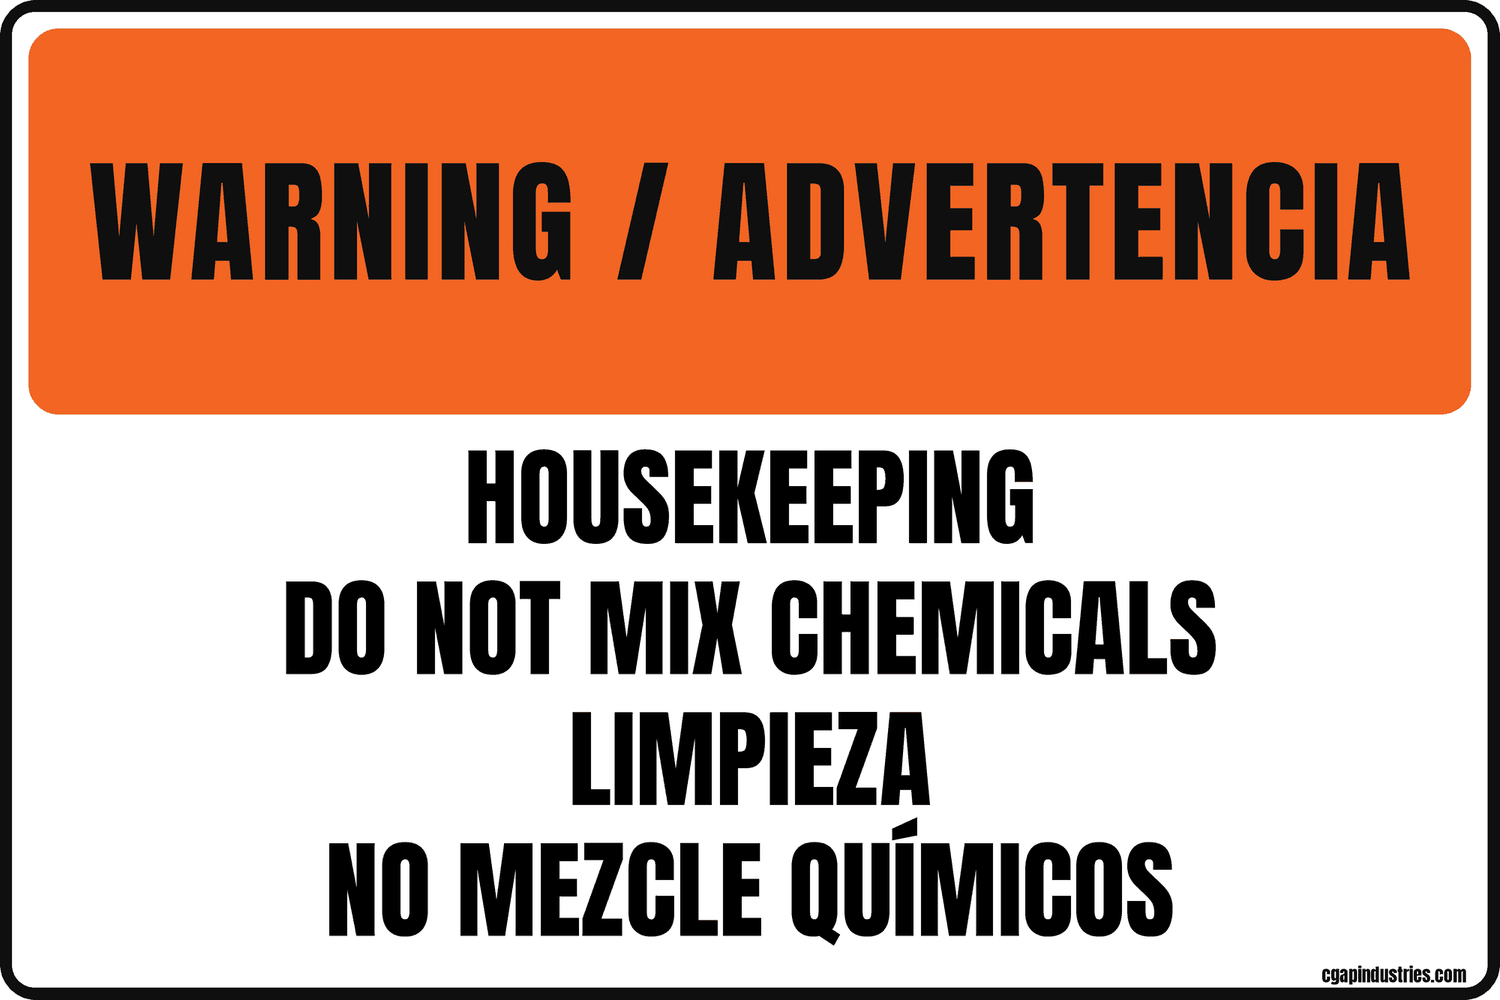 WARNING / ADVERTENCIA
HOUSEKEEPING
DO NOT MIX CHEMICALS
LIMPIEZA
NO MEZCLE QUÍMICOS
cgapindustries.com